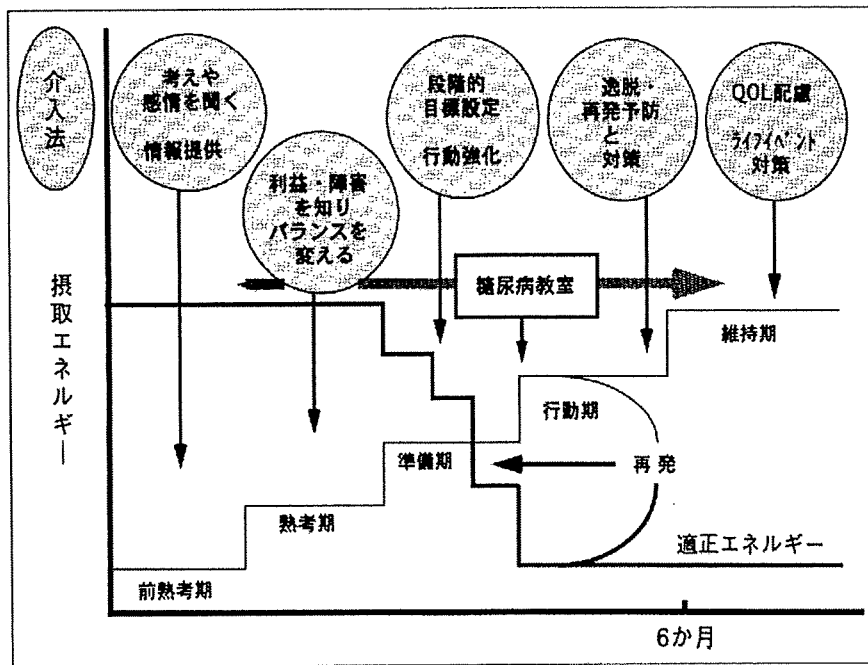 介入法
考えや
感情を聞く
情報提供
利益・障害
を知り
バランスを
変える
段階的
目標設定
行動強化
逸脱・
再発予防
と
対策
QOL配慮
ライフイベント
対策
糖尿病教室
摂取エネルギー
維持期
行動期
準備期
再発
熟考期
適正エネルギー
前熟考期
6か月